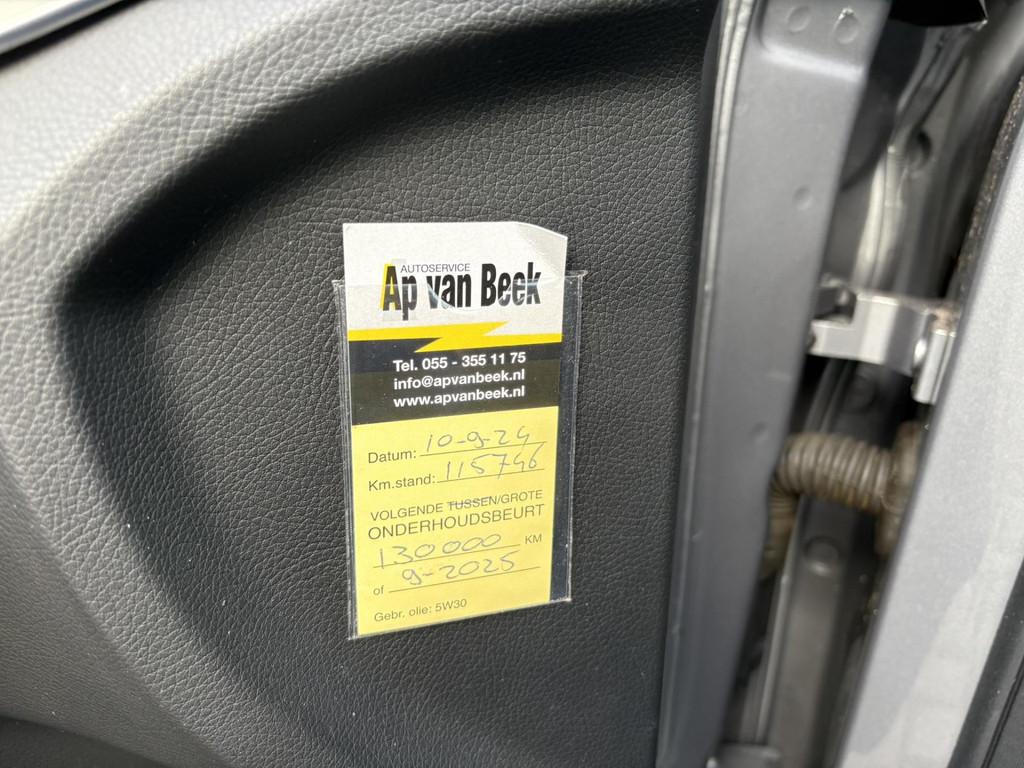 AUTOSERVICE
Ap van Beek
Tel. 055 - 355 11 75
info@apvanbeek.nl
www.apvanbeek.nl
Datum: 10-9-24
Km.stand: 115746
VOLGENDE TUSSEN/GROTE
ONDERHOUDSBEURT
130000 KM
of 9-2025
Gebr. olie: 5W30